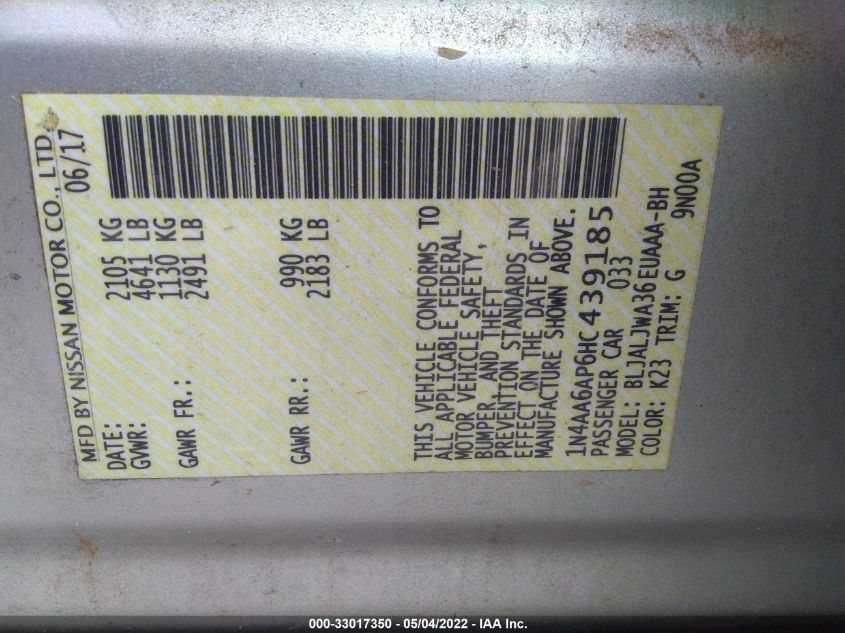 MFD BY NISSAN MOTOR CO., LTD.
DATE: 06/17
GVWR: 2105 KG
4641 LB
GAWR FR.: 1130 KG
2491 LB
GAWR RR.: 990 KG
2183 LB
THIS VEHICLE CONFORMS TO
ALL APPLICABLE FEDERAL
MOTOR VEHICLE SAFETY,
BUMPER, AND THEFT
PREVENTION STANDARDS IN
EFFECT ON THE DATE OF
MANUFACTURE SHOWN ABOVE.
1N4AA6AP6HC439185
PASSENGER CAR 033
MODEL: BLJALJWA36EUAAA-BH
COLOR: K23 TRIM: G 9N00A
000-33017350 - 05/04/2022 - IAA Inc.